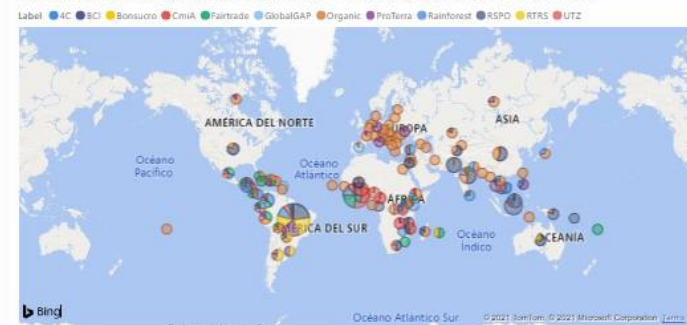 Label 4C BCI Bonsucro CmiA Fairtrade GlobalGAP Organic ProTerra Rainforest RSPO RTRS UTZ
AMÉRICA DEL NORTE
EUROPA
ASIA
Océano
Pacífico
Océano
Atlántico
ÁFRICA
AMÉRICA DEL SUR
Océano
Índico
OCEANÍA
Bing
Océano Atlántico Sur
© 2021 TomTom, © 2021 Microsoft Corporation Terms